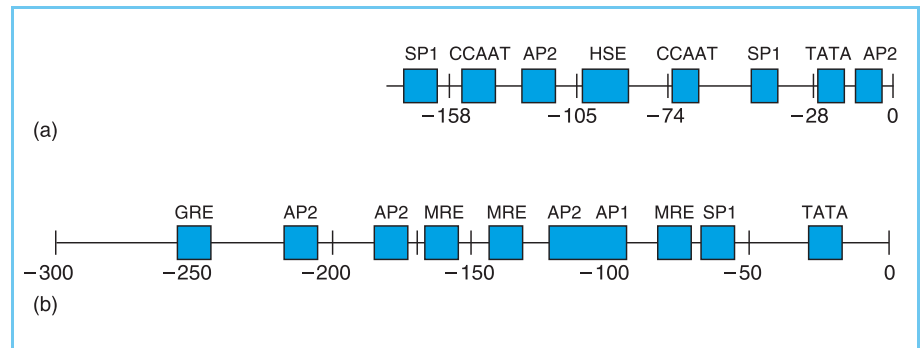 SP1 CCAAT AP2 HSE CCAAT SP1 TATA AP2
−158 −105 −74 −28 0
(a)
GRE AP2 AP2 MRE MRE AP2 AP1 MRE SP1 TATA
−300 −250 −200 −150 −100 −50 0
(b)